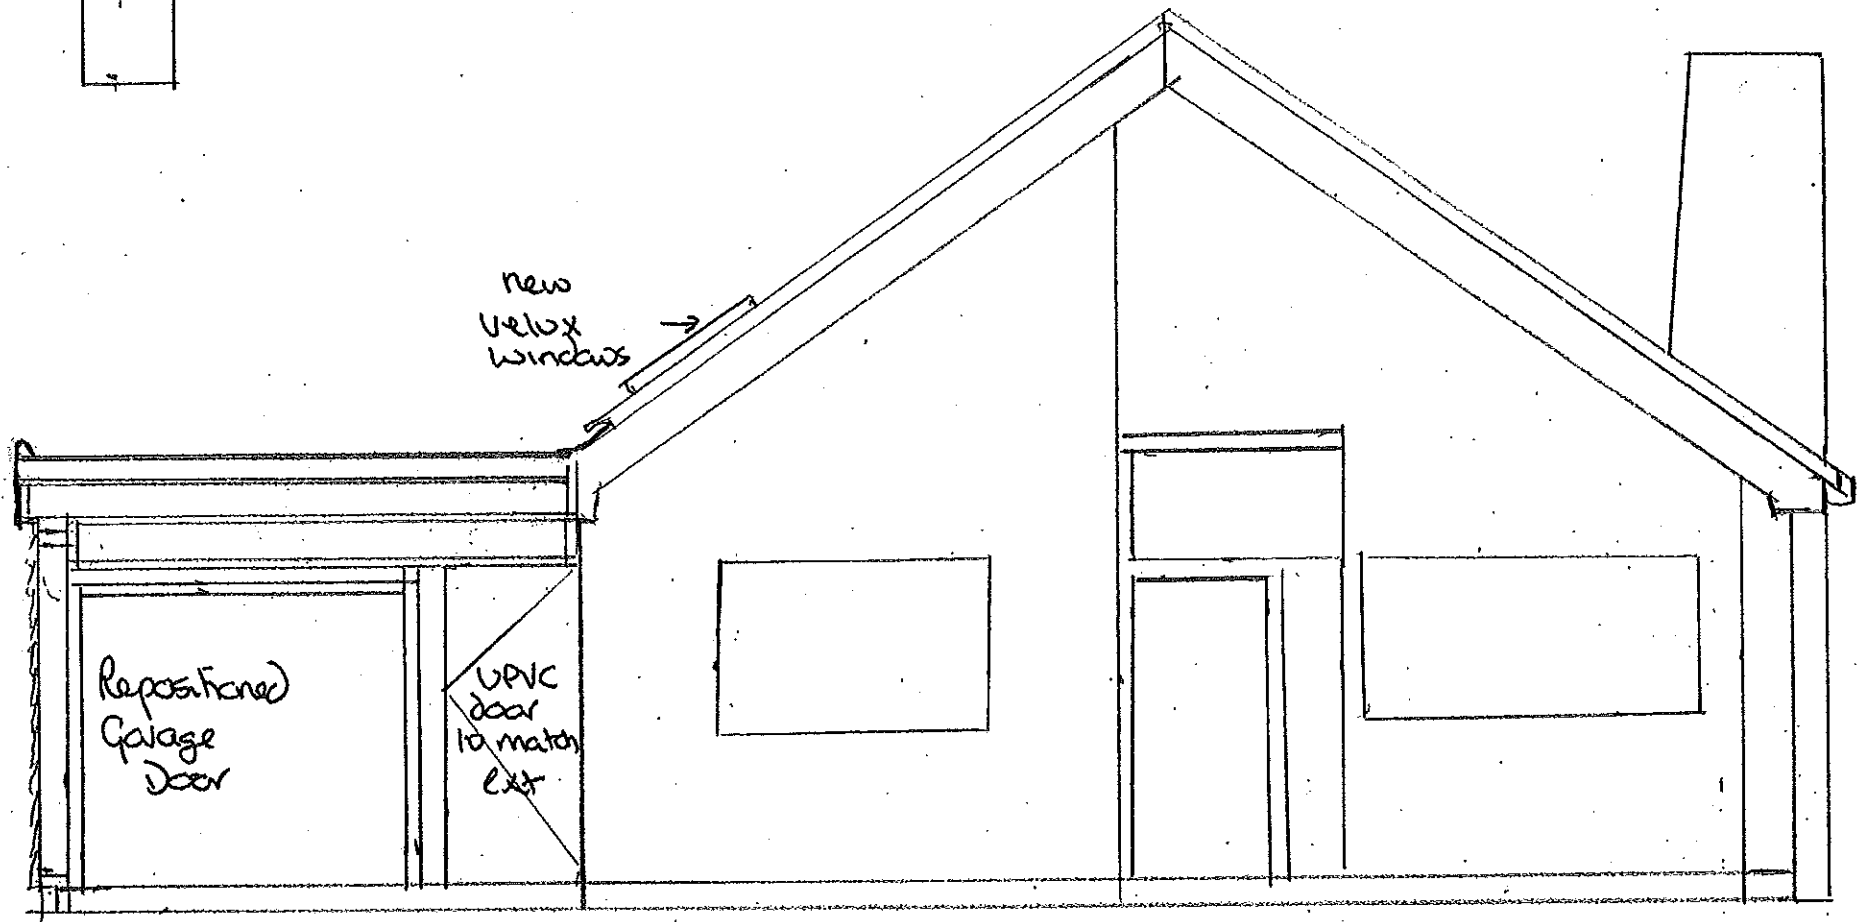 new
velux
windows
Repositioned
Garage
Door
UPVC
door
to match
ext